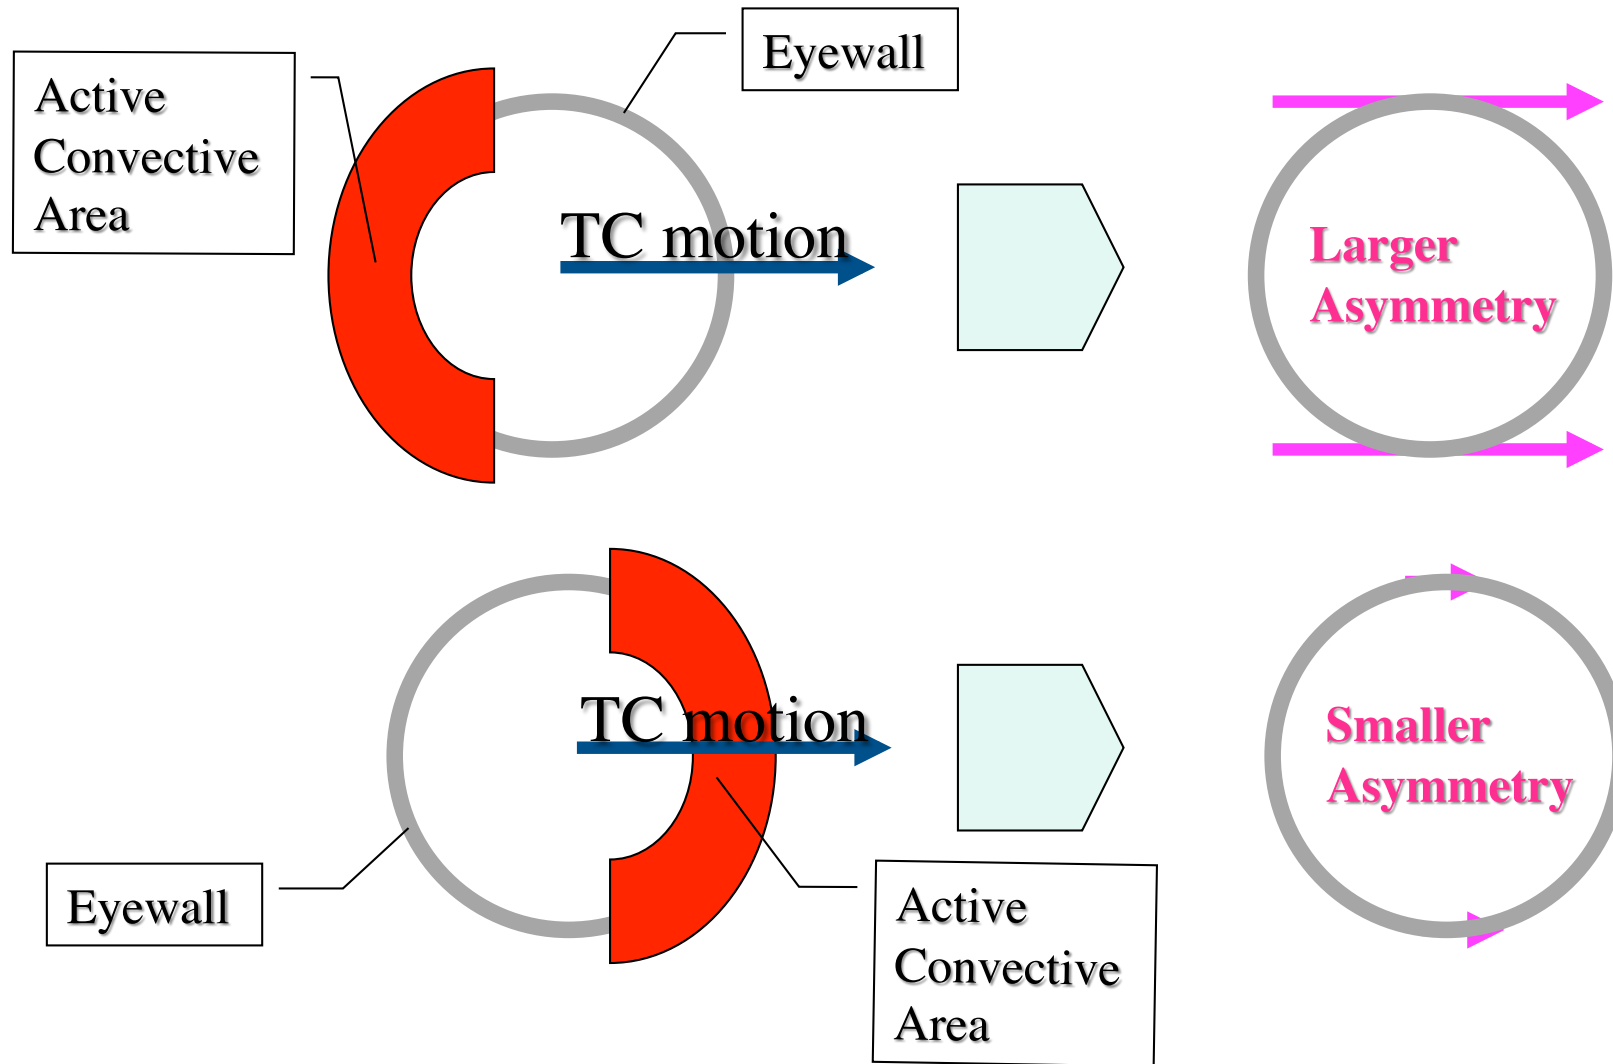 Eyewall
Active
Convective
Area
TC motion
Larger
Asymmetry
TC motion
Smaller
Asymmetry
Eyewall
Active
Convective
Area